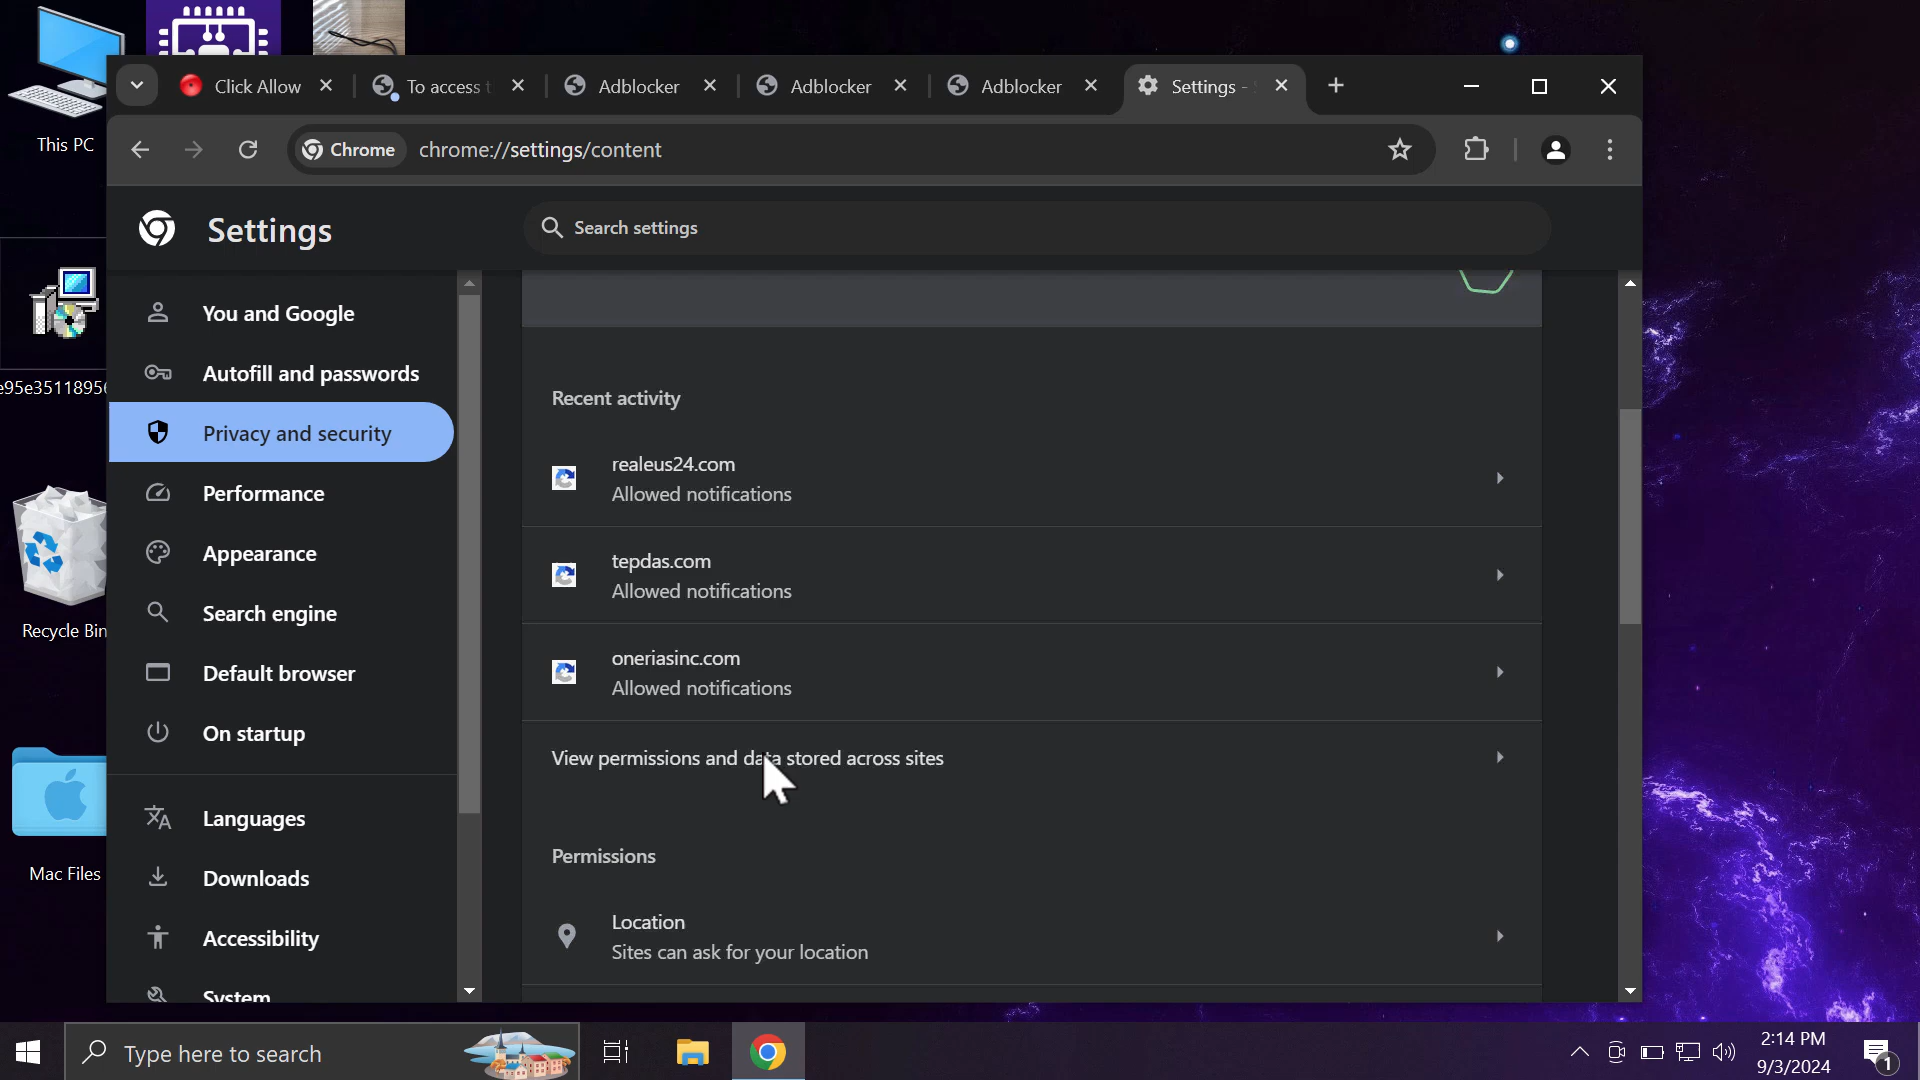 This PC
e95e35118956
Recycle Bin
Mac Files
Click Allow
To access t
Adblocker
Adblocker
Adblocker
Settings - S
Chrome
chrome://settings/content
Settings
Search settings
You and Google
Autofill and passwords
Privacy and security
Performance
Appearance
Search engine
Default browser
On startup
Languages
Downloads
Accessibility
System
Recent activity
realeus24.com
Allowed notifications
tepdas.com
Allowed notifications
oneriasinc.com
Allowed notifications
View permissions and data stored across sites
Permissions
Location
Sites can ask for your location
Type here to search
2:14 PM
9/3/2024
1